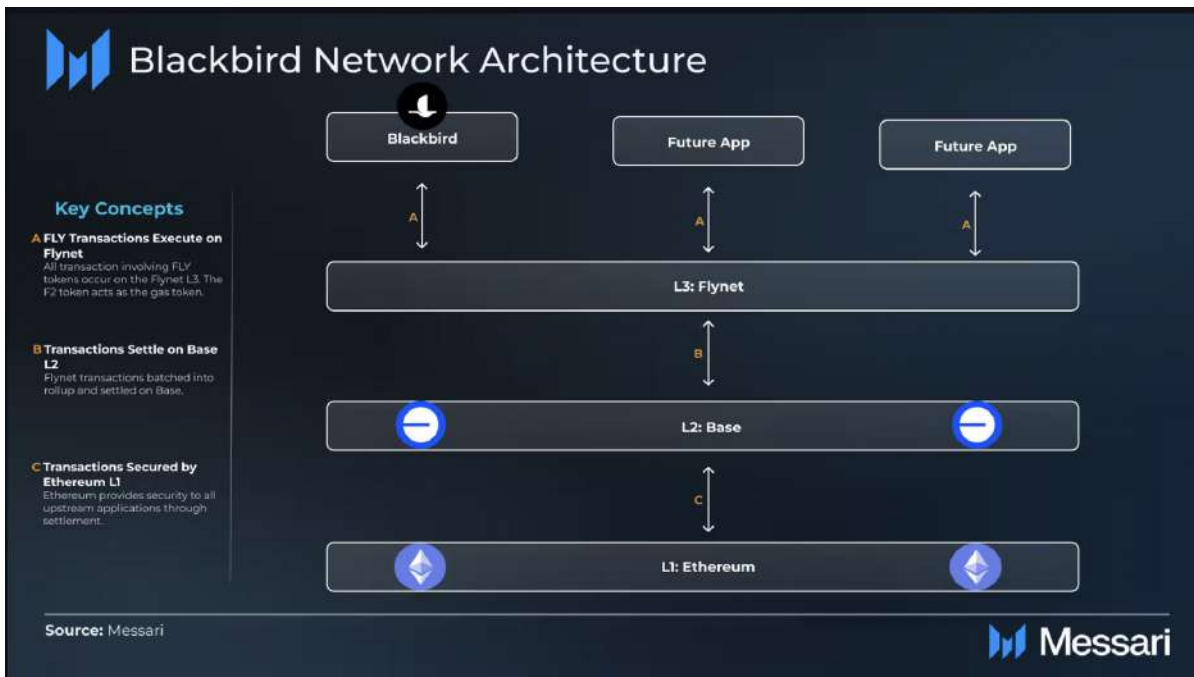 Blackbird Network Architecture
Blackbird
Future App
Future App
Key Concepts
A FLY Transactions Execute on
Flynet
All transaction involving FLY
tokens occur on the Flynet L3. The
F2 token acts as the gas token.
A
A
A
L3: Flynet
B Transactions Settle on Base
L2
Flynet transactions batched into
rollup and settled on Base.
B
L2: Base
C Transactions Secured by
Ethereum L1
Ethereum provides security to all
upstream applications through
settlement.
C
L1: Ethereum
Source: Messari
Messari